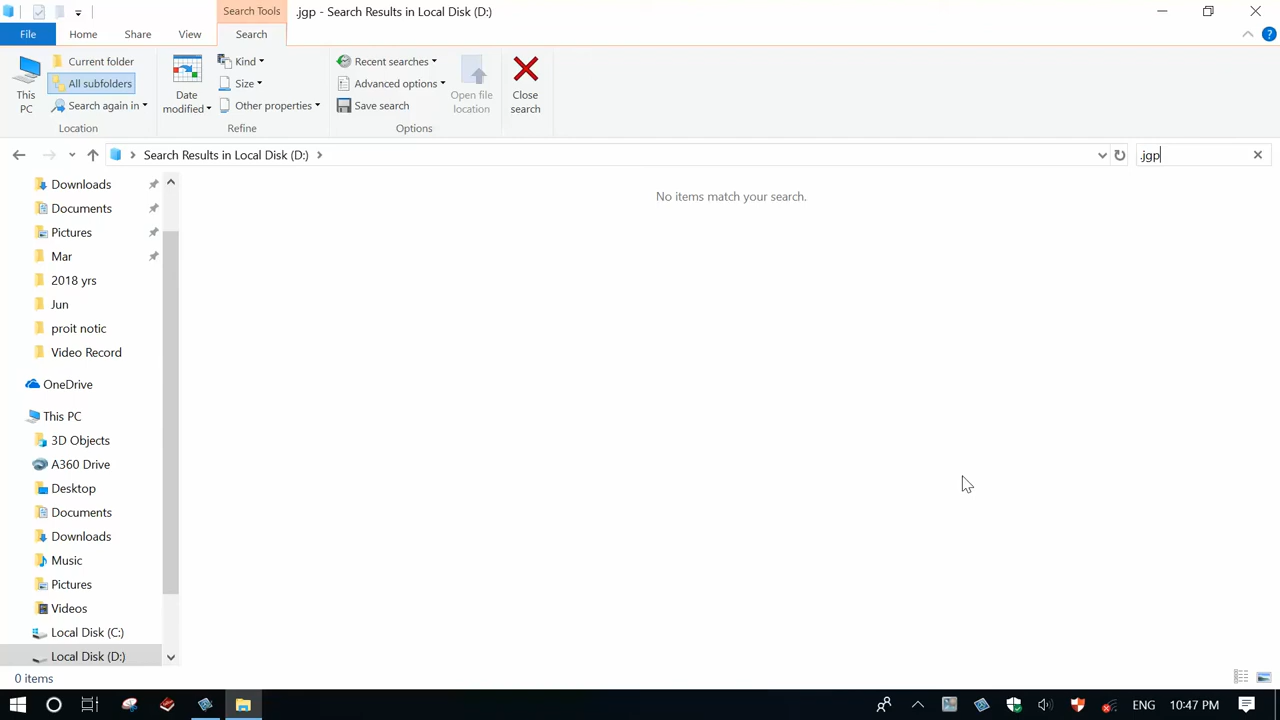 Search Tools
.jgp - Search Results in Local Disk (D:)
File
Home
Share
View
Search
This PC
Current folder
All subfolders
Search again in
Location
Date modified
Kind
Size
Other properties
Refine
Recent searches
Advanced options
Save search
Options
Open file location
Close search
Search Results in Local Disk (D:)
.jgp
Downloads
Documents
Pictures
Mar
2018 yrs
Jun
proit notic
Video Record
OneDrive
This PC
3D Objects
A360 Drive
Desktop
Documents
Downloads
Music
Pictures
Videos
Local Disk (C:)
Local Disk (D:)
No items match your search.
0 items
ENG
10:47 PM